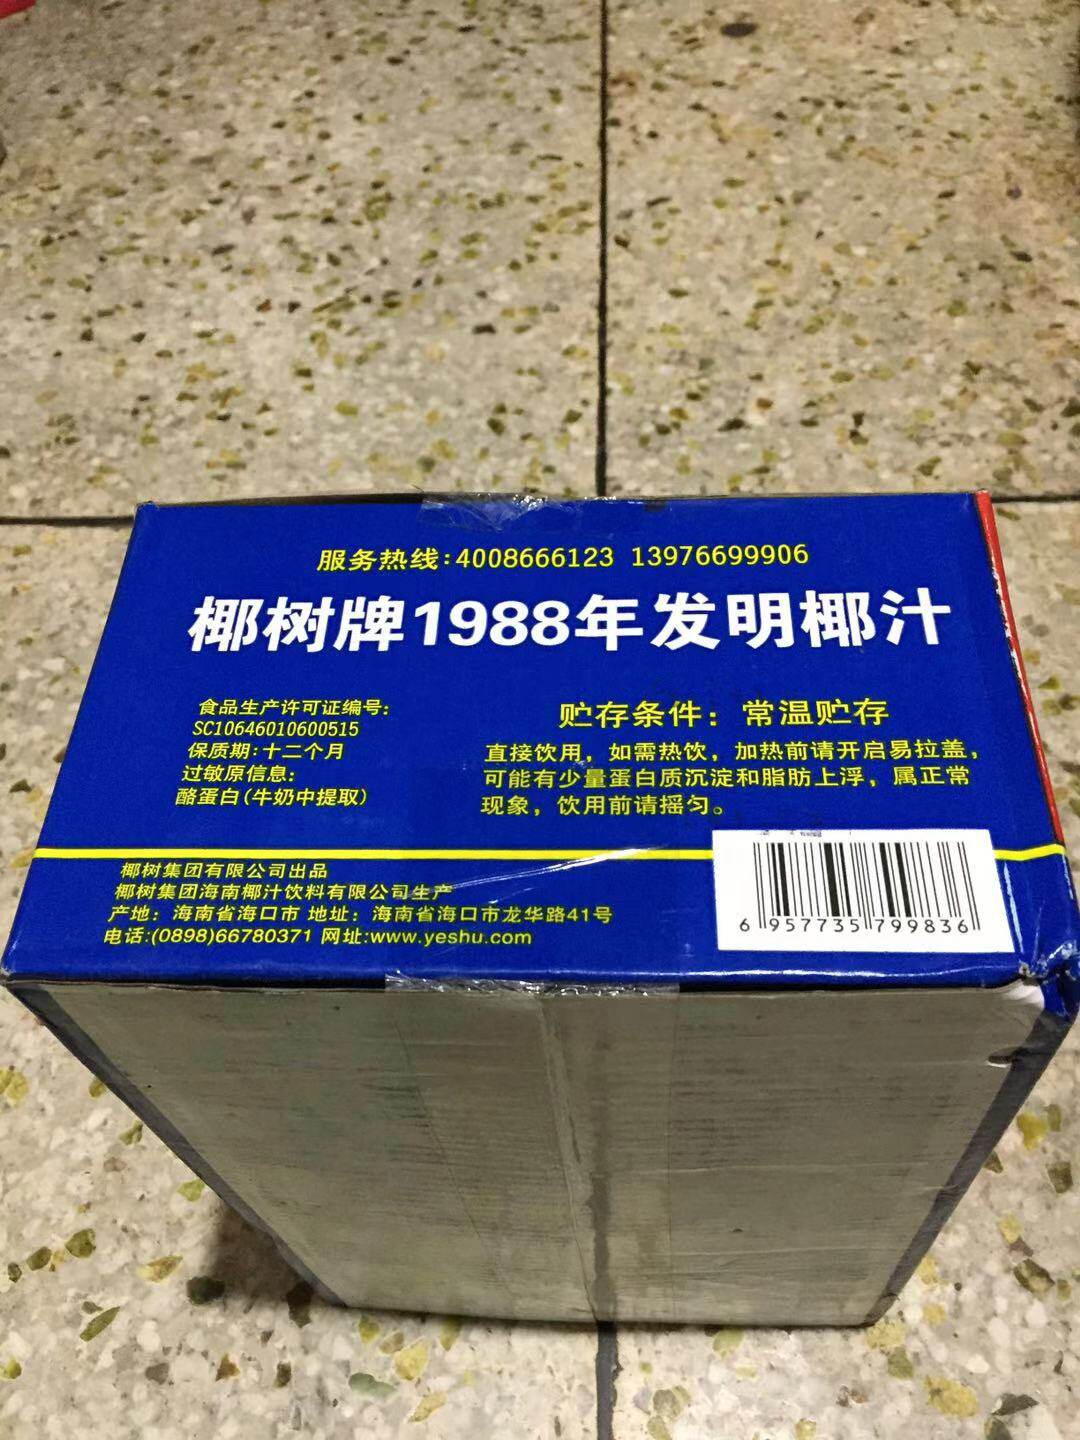 服务热线:4008666123 13976699906
椰树牌1988年发明椰汁
食品生产许可证编号:
SC10646010600515
保质期:十二个月
过敏原信息:
酪蛋白(牛奶中提取)
贮存条件:常温贮存
直接饮用,如需热饮,加热前请开启易拉盖,
可能有少量蛋白质沉淀和脂肪上浮,属正常
现象,饮用前请摇匀。
椰树集团有限公司出品
椰树集团海南椰汁饮料有限公司生产
产地:海南省海口市 地址:海南省海口市龙华路41号
电话:(0898)66780371 网址:www.yeshu.com
6 957735 799836